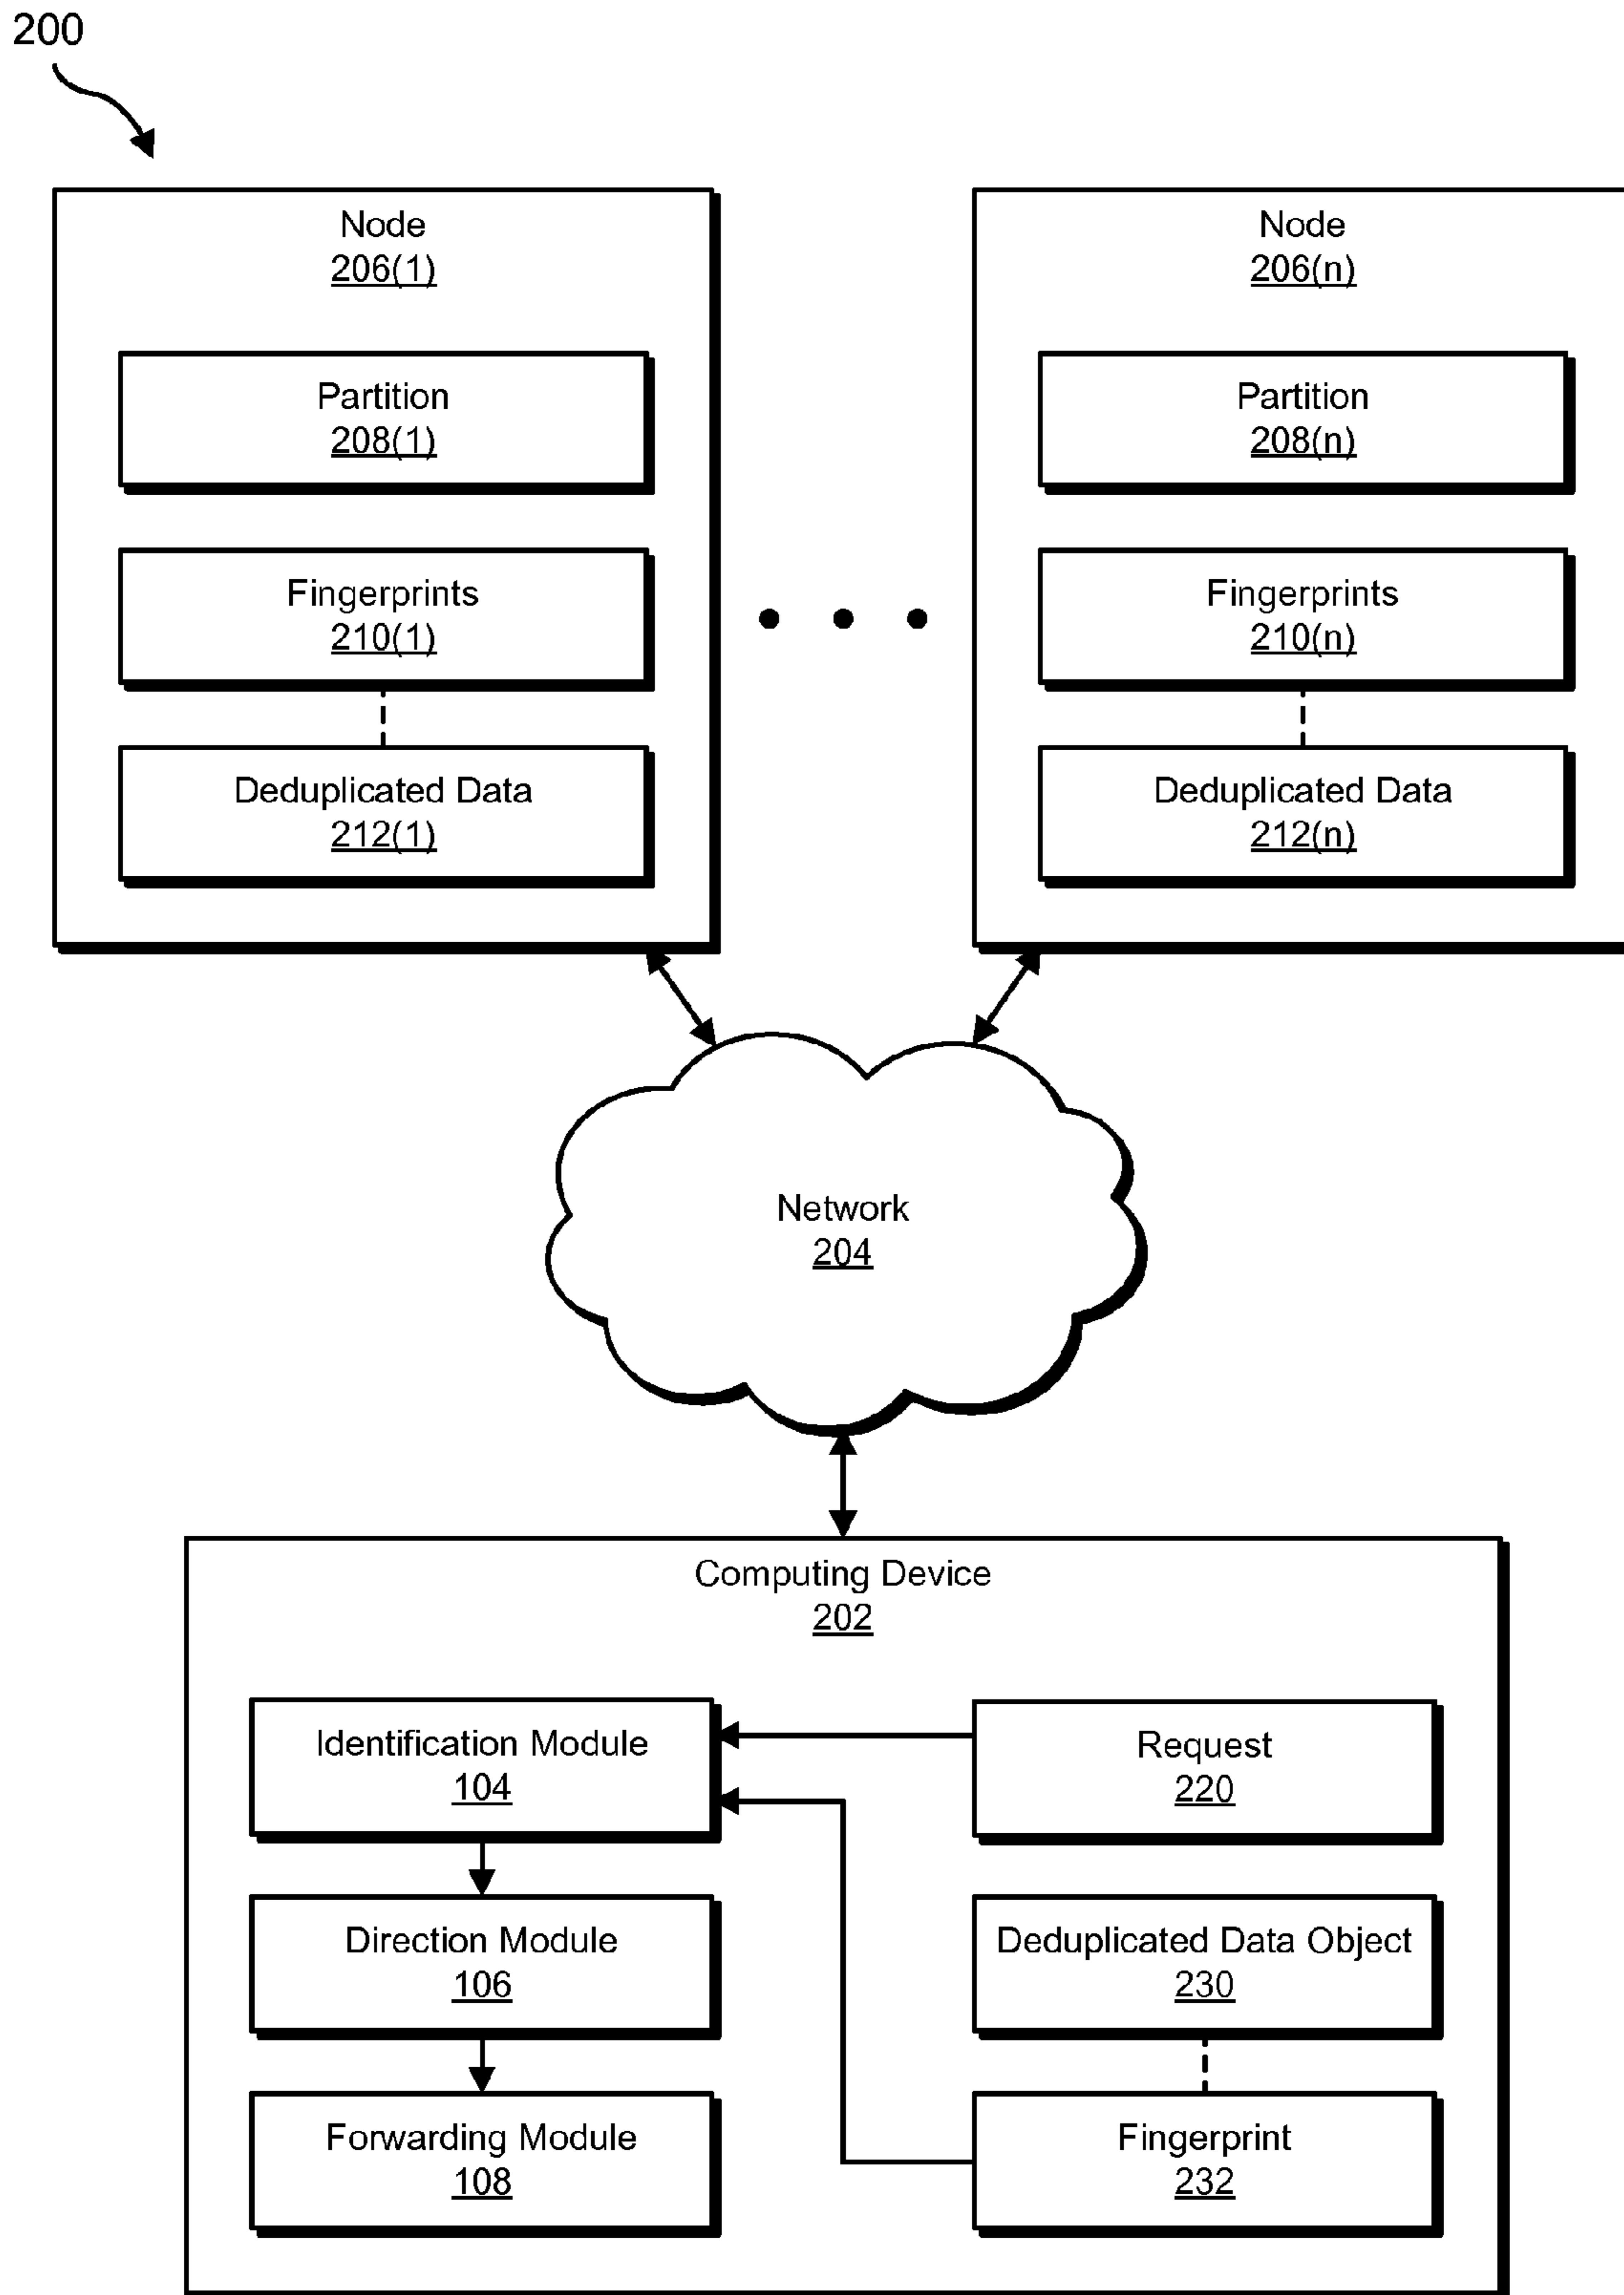 200
Node
206(1)
Partition
208(1)
Fingerprints
210(1)
Deduplicated Data
212(1)
Node
206(n)
Partition
208(n)
Fingerprints
210(n)
Deduplicated Data
212(n)
Network
204
Computing Device
202
Identification Module
104
Direction Module
106
Forwarding Module
108
Request
220
Deduplicated Data Object
230
Fingerprint
232